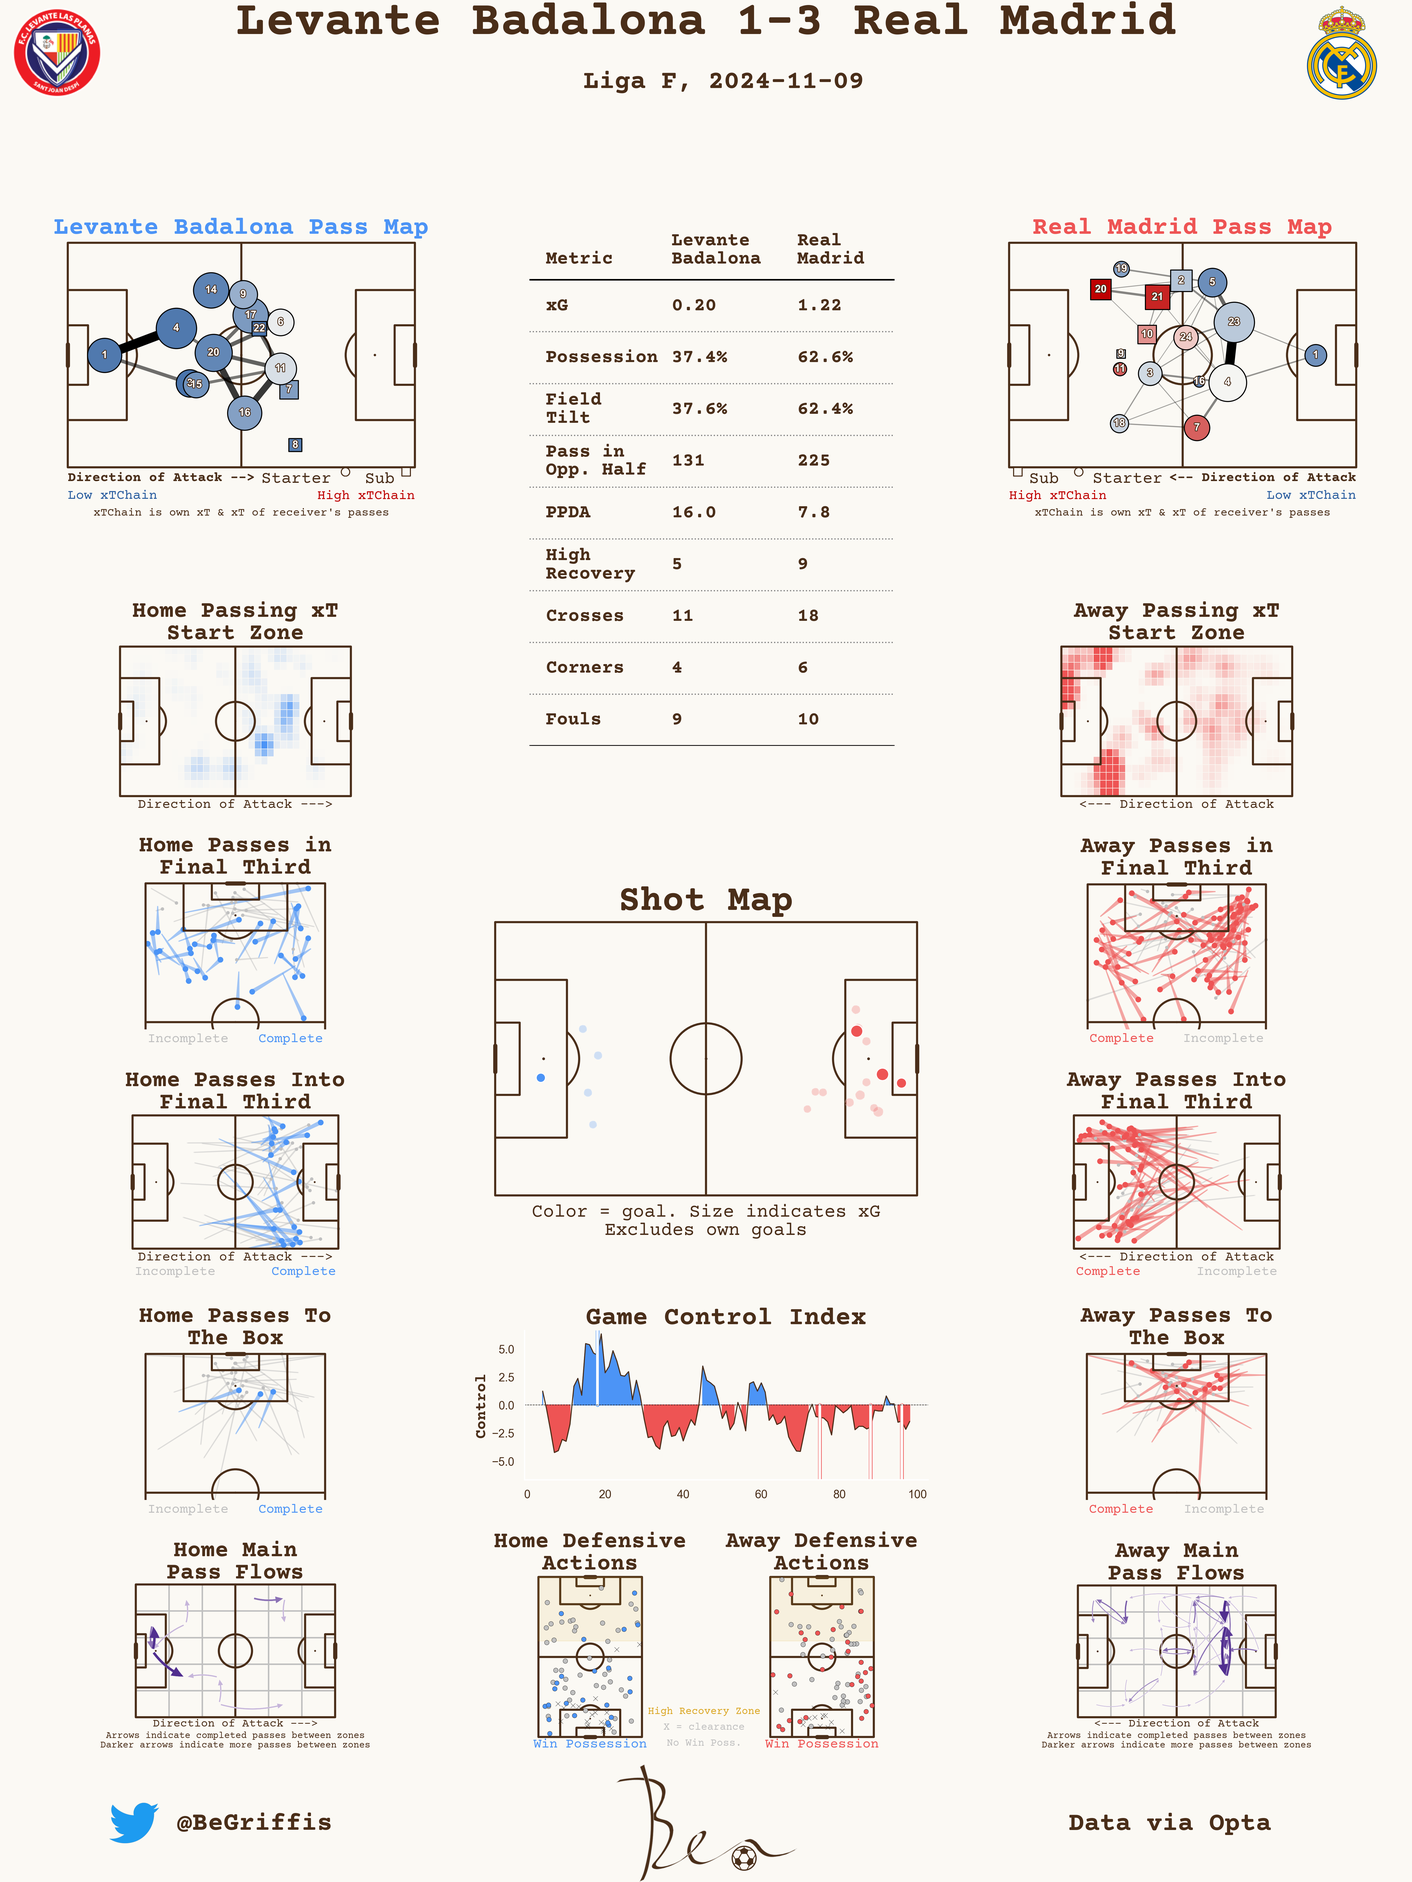 Levante Badalona 1-3 Real Madrid
Liga F, 2024-11-09
F.C. LEVANTE LAS PLANAS
SANT JOAN DESPI
Levante Badalona Pass Map
14
9
17
22
6
4
20
1
11
15
7
16
8
Direction of Attack --> Starter Sub
Low xTChain High xTChain
xTChain is own xT & xT of receiver's passes
Metric Levante Badalona Real Madrid
xG 0.20 1.22
Possession 37.4% 62.6%
Field Tilt 37.6% 62.4%
Pass in Opp. Half 131 225
PPDA 16.0 7.8
High Recovery 5 9
Crosses 11 18
Corners 4 6
Fouls 9 10
Real Madrid Pass Map
19
20
2
5
21
10
24
23
9
11
3
16
4
1
18
7
Sub Starter <-- Direction of Attack
High xTChain Low xTChain
xTChain is own xT & xT of receiver's passes
Home Passing xT
Start Zone
Direction of Attack --->
Away Passing xT
Start Zone
<--- Direction of Attack
Home Passes in
Final Third
Incomplete Complete
Away Passes in
Final Third
Complete Incomplete
Shot Map
Color = goal. Size indicates xG
Excludes own goals
Home Passes Into
Final Third
Direction of Attack --->
Incomplete Complete
Away Passes Into
Final Third
<--- Direction of Attack
Complete Incomplete
Home Passes To
The Box
Incomplete Complete
Game Control Index
Control
5.0
2.5
0.0
−2.5
−5.0
0 20 40 60 80 100
Away Passes To
The Box
Complete Incomplete
Home Main
Pass Flows
Direction of Attack --->
Arrows indicate completed passes between zones
Darker arrows indicate more passes between zones
Home Defensive
Actions
Win Possession
High Recovery Zone
X = clearance
No Win Poss.
Away Defensive
Actions
Win Possession
Away Main
Pass Flows
<--- Direction of Attack
Arrows indicate completed passes between zones
Darker arrows indicate more passes between zones
@BeGriffis
Ben
Data via Opta